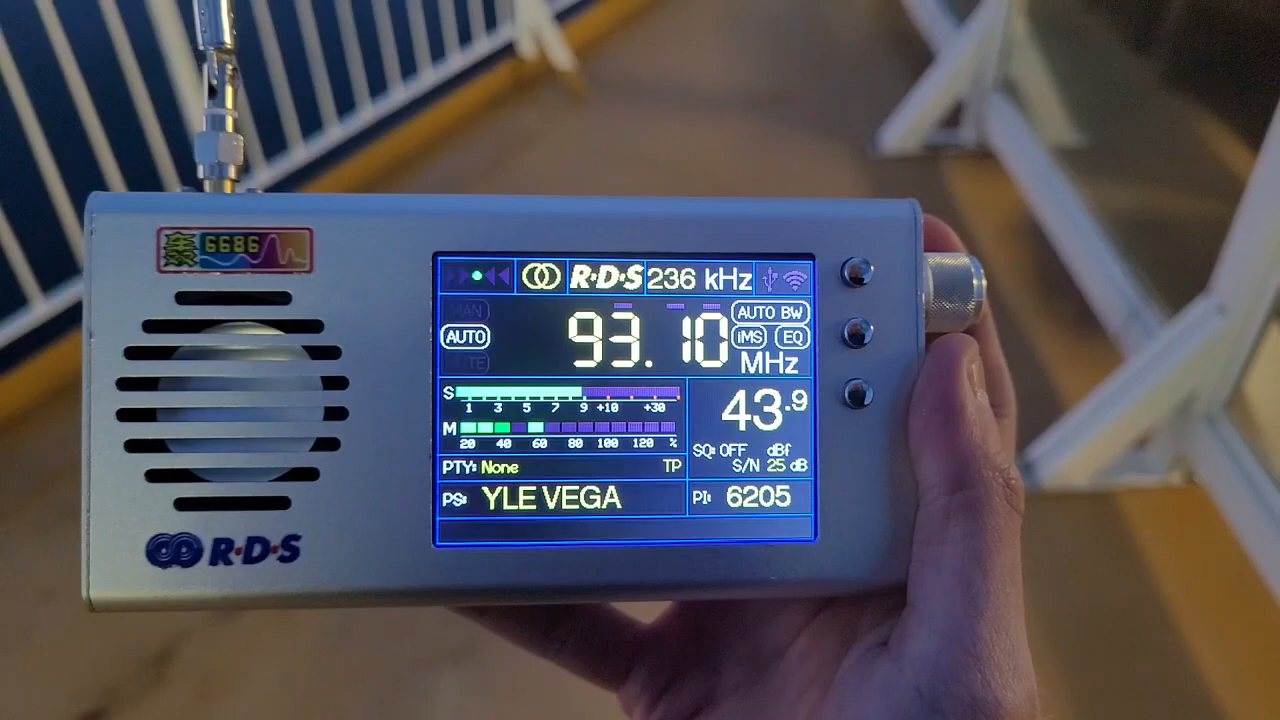 6686
R·D·S
R·D·S 236 kHz
MAN
AUTO
93.10
AUTO BW
iMS EQ
MHz
S
1 3 5 7 9 +10 +30
M
20 40 60 80 100 120 %
43.9
SQ: OFF dBf
S/N 25 dB
PTY: None TP
PS: YLE VEGA
PI: 6205